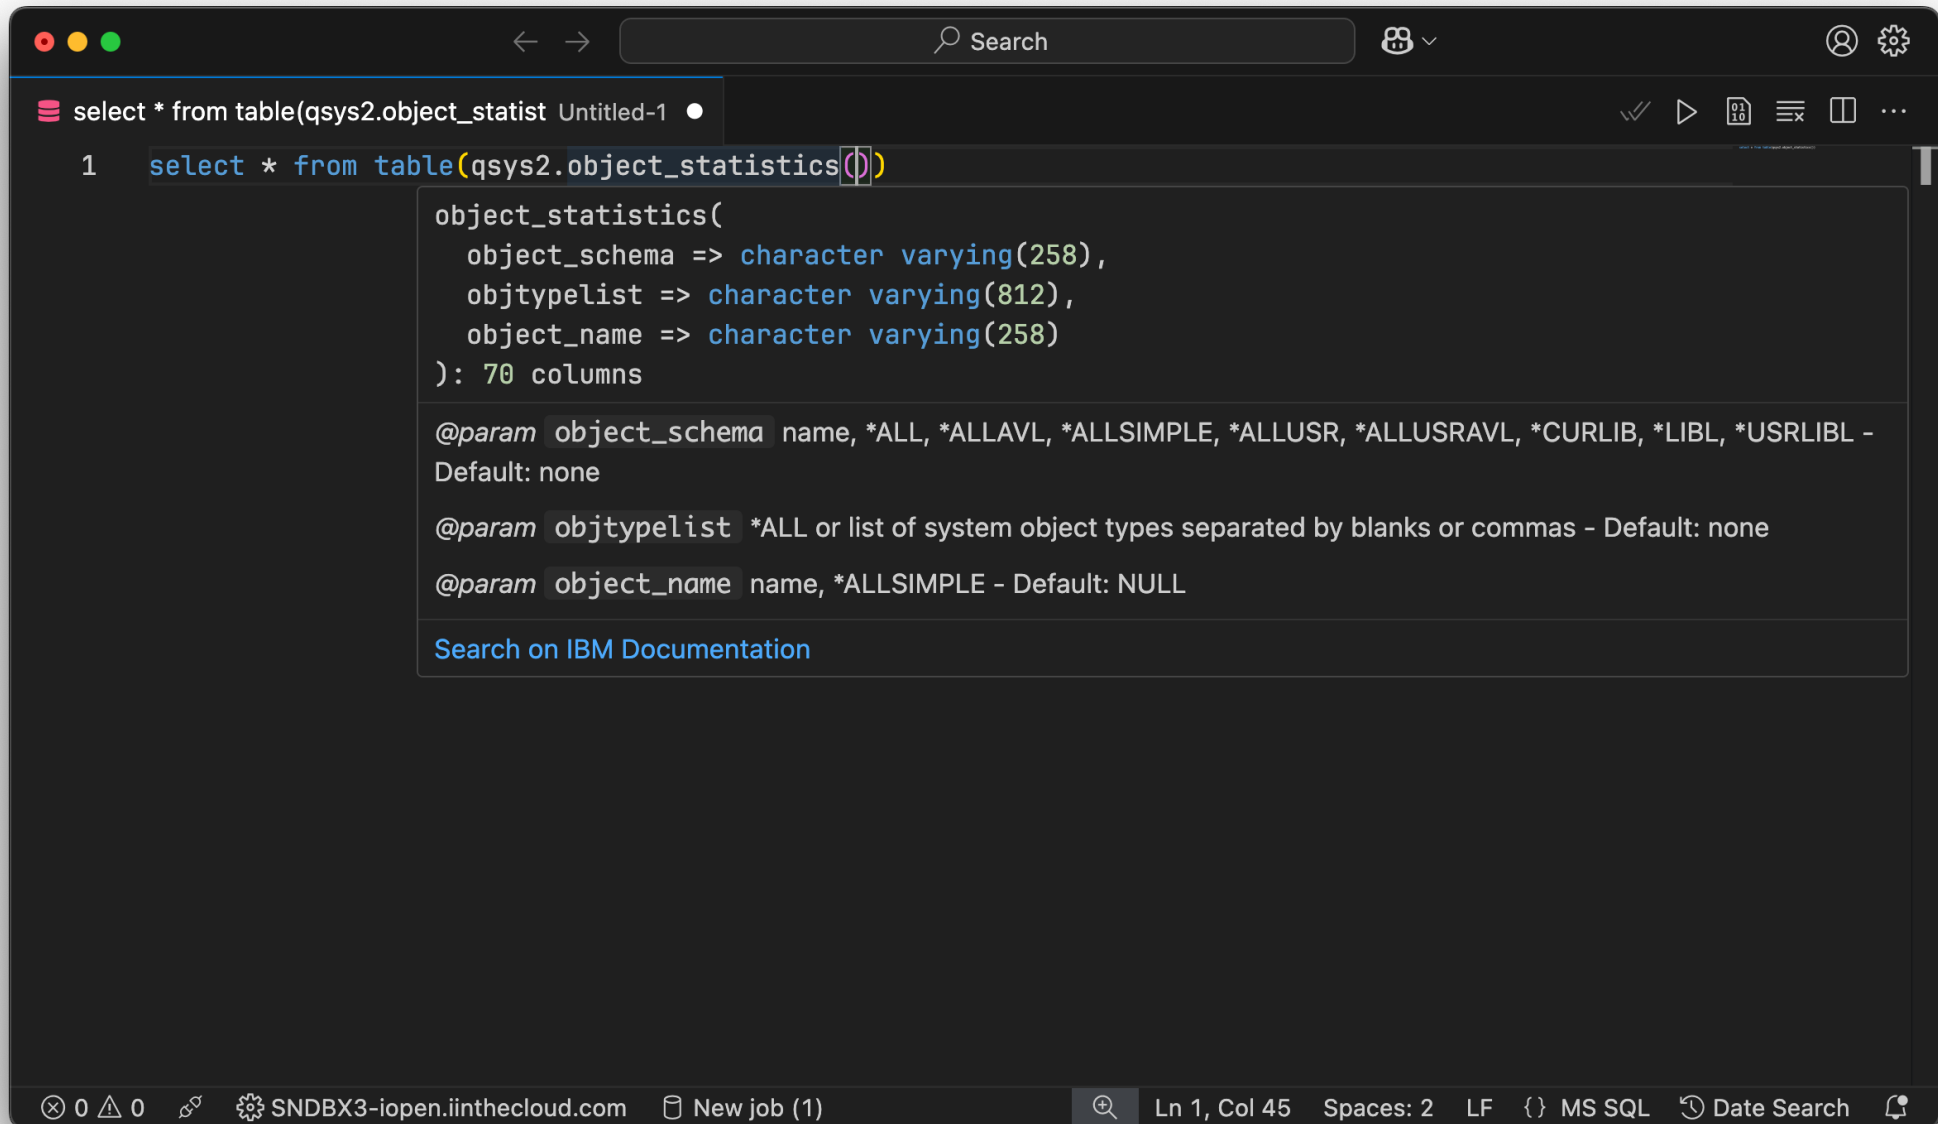 Search
select * from table(qsys2.object_statist Untitled-1
1 select * from table(qsys2.object_statistics())
object_statistics(
object_schema => character varying(258),
objtypelist => character varying(812),
object_name => character varying(258)
): 70 columns
@param object_schema name, *ALL, *ALLAVL, *ALLSIMPLE, *ALLUSR, *ALLUSRAVL, *CURLIB, *LIBL, *USRLIBL -
Default: none
@param objtypelist *ALL or list of system object types separated by blanks or commas - Default: none
@param object_name name, *ALLSIMPLE - Default: NULL
Search on IBM Documentation
0 0 SNDBX3-iopen.iinthecloud.com New job (1) Ln 1, Col 45 Spaces: 2 LF {} MS SQL Date Search